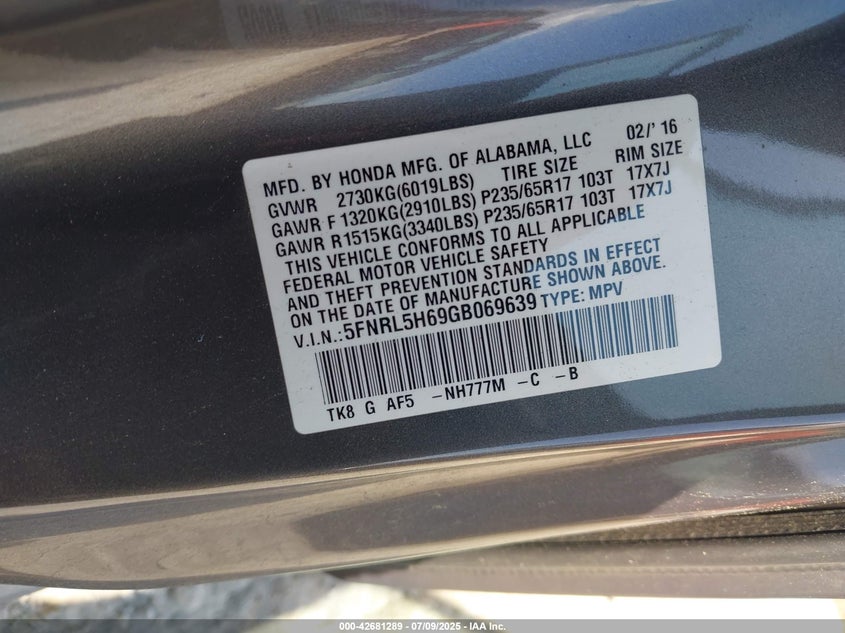 MFD. BY HONDA MFG. OF ALABAMA, LLC 02/' 16
GVWR 2730KG(6019LBS) TIRE SIZE RIM SIZE
GAWR F 1320KG(2910LBS) P235/65R17 103T 17X7J
GAWR R1515KG(3340LBS) P235/65R17 103T 17X7J
THIS VEHICLE CONFORMS TO ALL APPLICABLE
FEDERAL MOTOR VEHICLE SAFETY
AND THEFT PREVENTION STANDARDS IN EFFECT
ON THE DATE OF MANUFACTURE SHOWN ABOVE.
V.I.N.:5FNRL5H69GB069639 TYPE: MPV
TK8 G AF5 -NH777M -C -B
000-42681289 - 07/09/2025 - IAA Inc.